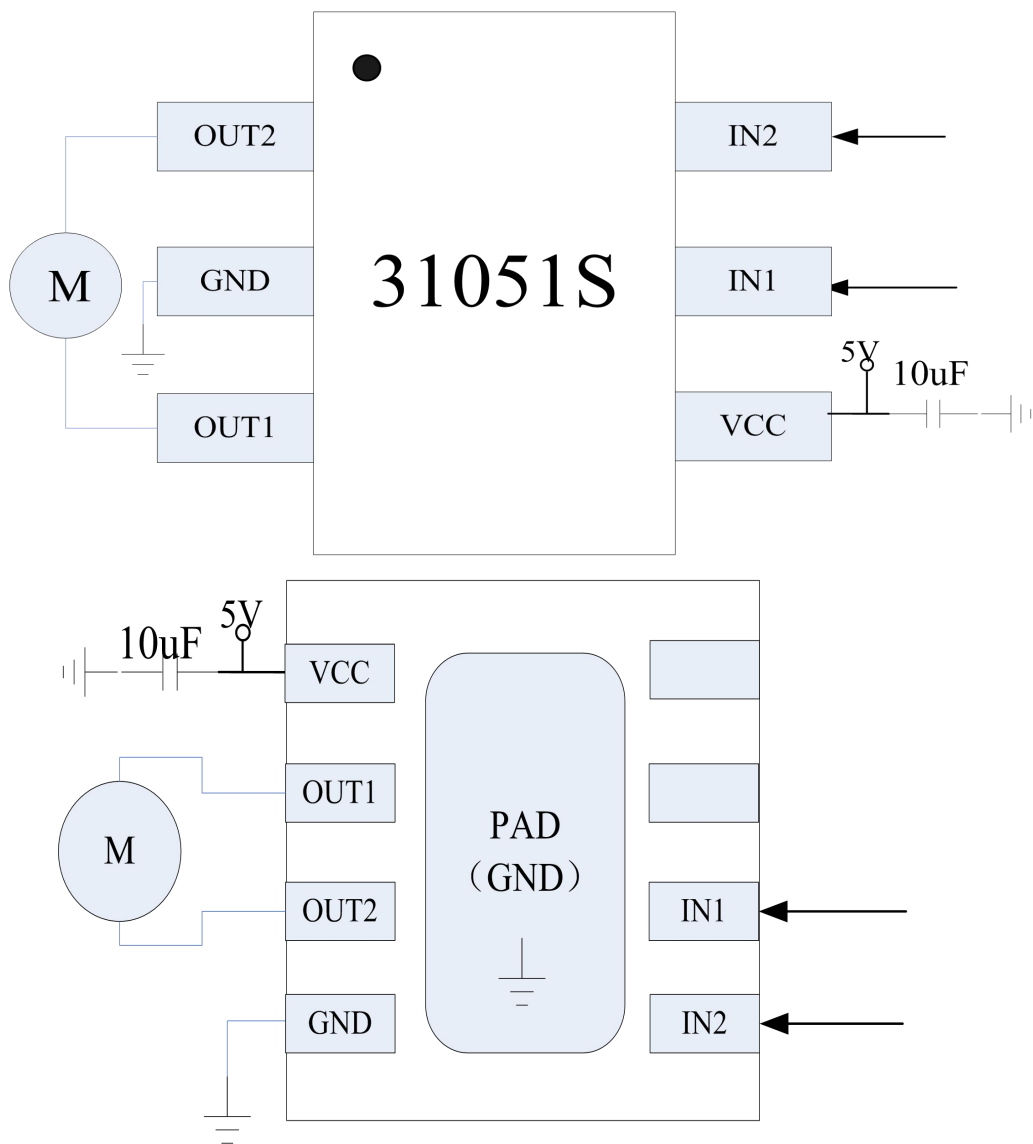 OUT2
IN2
M
GND
31051S
IN1
5V
10uF
OUT1
VCC
5V
10uF
VCC
OUT1
M
PAD
（GND）
OUT2
IN1
GND
IN2